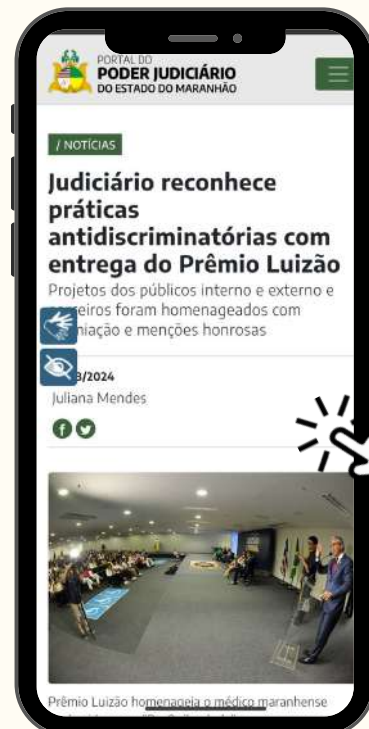 PORTAL DO
PODER JUDICIÁRIO
DO ESTADO DO MARANHÃO
/ NOTÍCIAS
Judiciário reconhece
práticas
antidiscriminatórias com
entrega do Prêmio Luizão
Projetos dos públicos interno e externo e
foram homenageados com
e menções honrosas
/2024
Juliana Mendes
Prêmio Luizão homenageia o médico maranhense